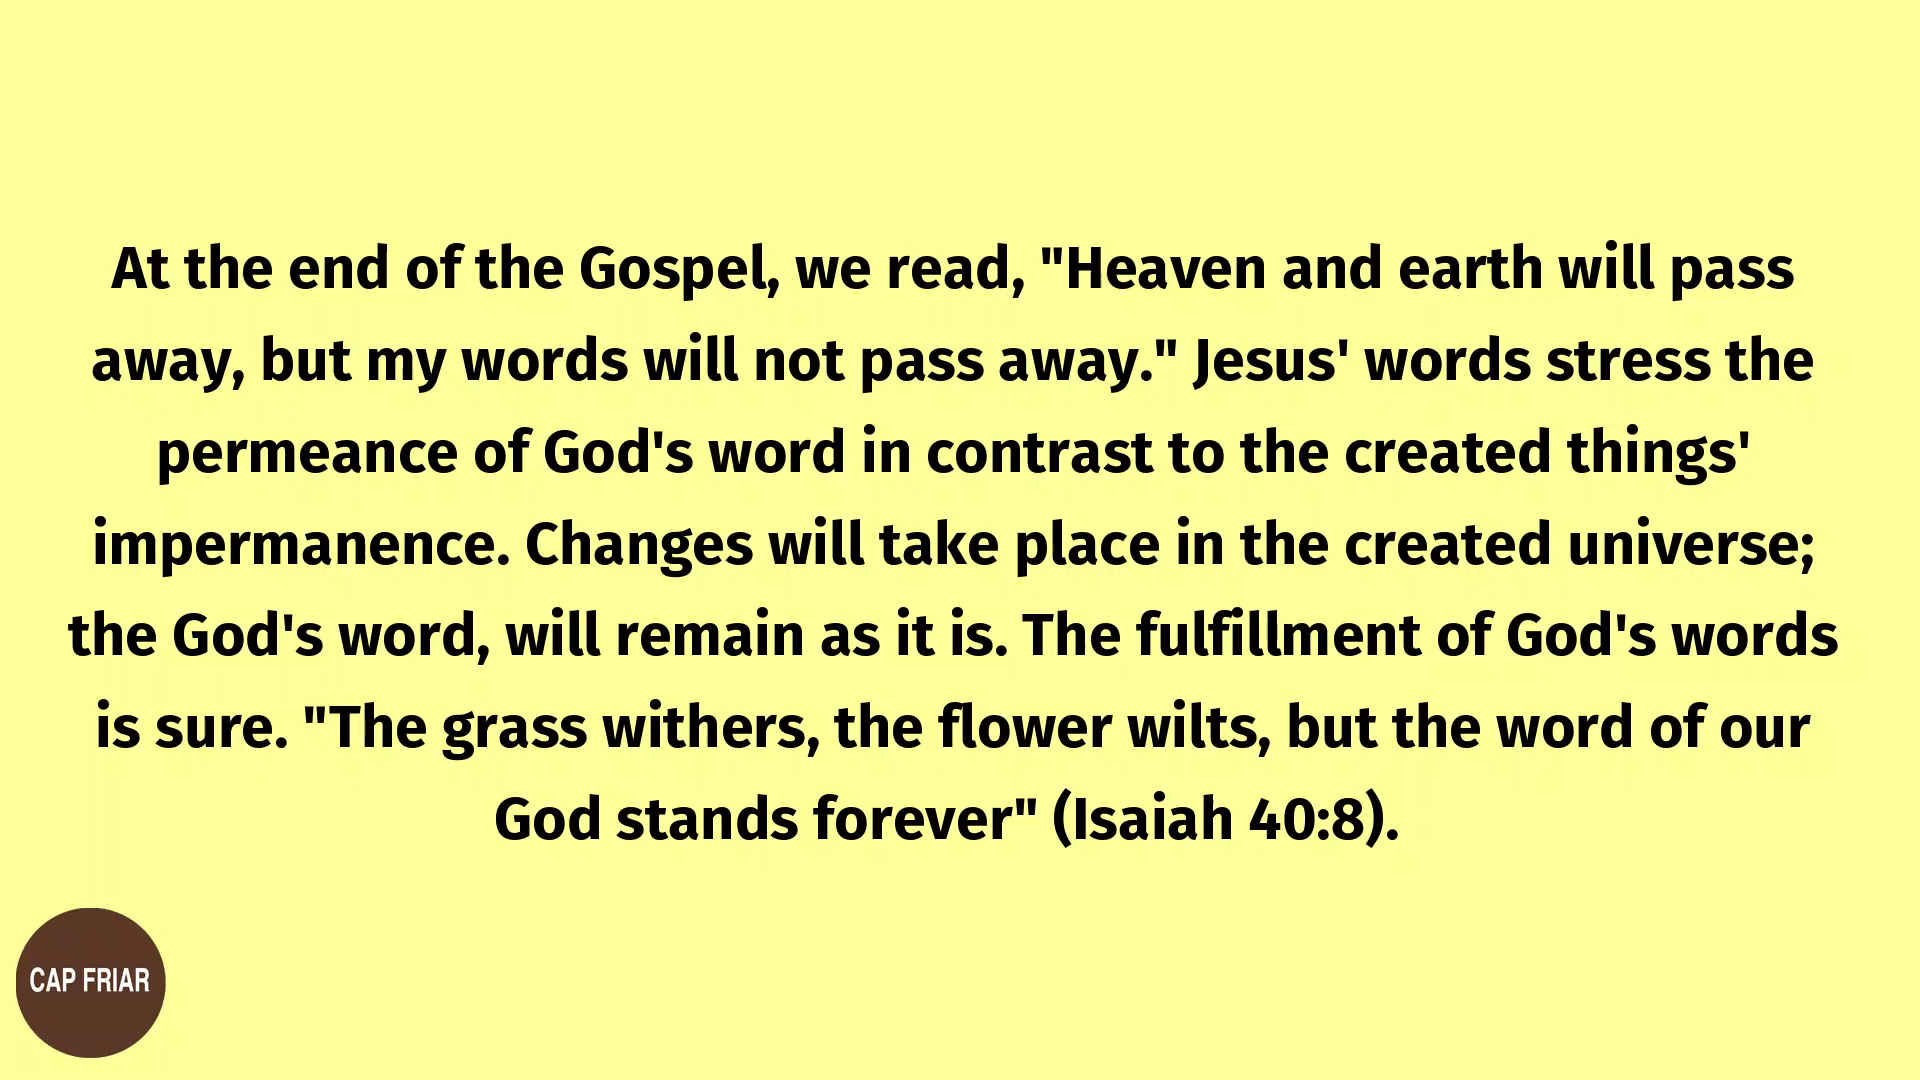 At the end of the Gospel, we read, "Heaven and earth will pass
away, but my words will not pass away." Jesus' words stress the
permeance of God's word in contrast to the created things'
impermanence. Changes will take place in the created universe;
the God's word, will remain as it is. The fulfillment of God's words
is sure. "The grass withers, the flower wilts, but the word of our
God stands forever" (Isaiah 40:8).
CAP FRIAR